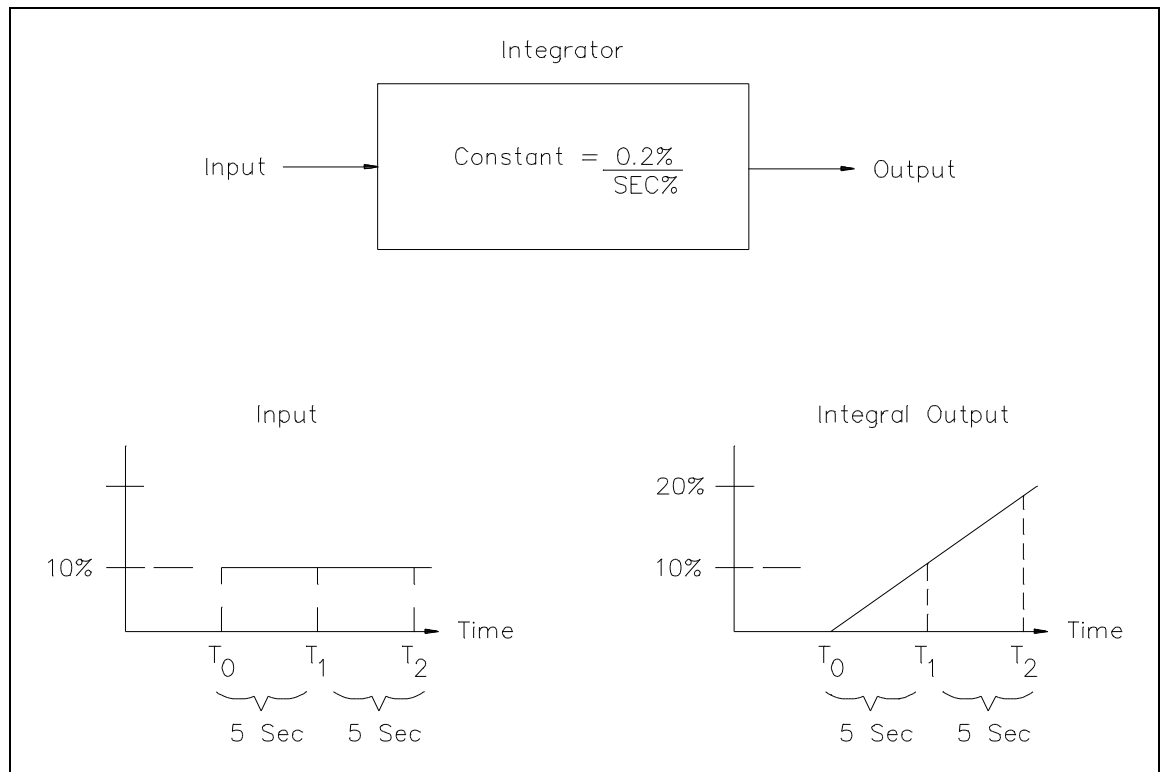 Integrator
Input
Constant = 0.2%
SEC%
Output
Input
10%
Time
T0 T1 T2
5 Sec 5 Sec
Integral Output
20%
10%
Time
T0 T1 T2
5 Sec 5 Sec